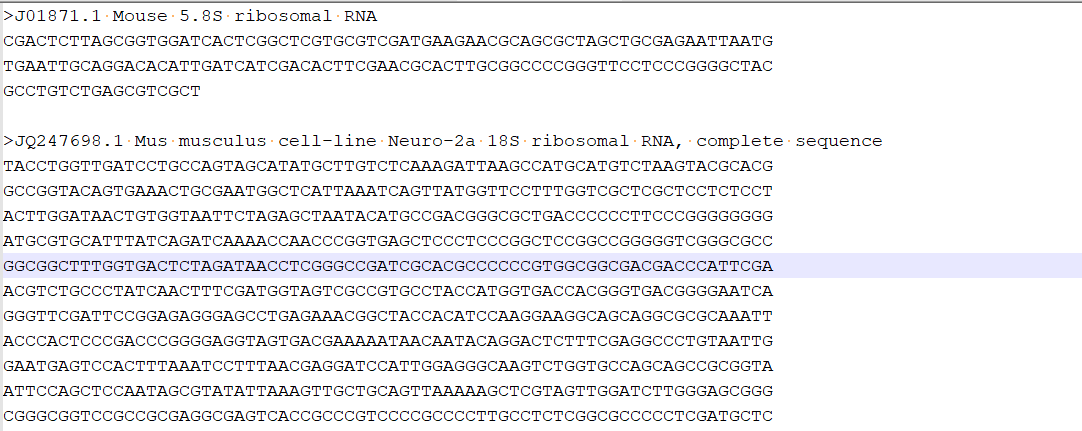 >J01871.1 Mouse 5.8S ribosomal RNA
CGACTCTTAGCGGTGGATCACTCGGCTCGTGCGTCGATGAAGAACGCAGCGCTAGCTGCGAGAATTAATG
TGAATTGCAGGACACATTGATCATCGACACTTCGAACGCACTTGCGGCCCCGGGTTCCTCCCGGGGCTAC
GCCTGTCTGAGCGTCGCT
>JQ247698.1 Mus musculus cell-line Neuro-2a 18S ribosomal RNA, complete sequence
TACCTGGTTGATCCTGCCAGTAGCATATGCTTGTCTCAAAGATTAAGCCATGCATGTCTAAGTACGCACG
GCCGGTACAGTGAAACTGCGAATGGCTCATTAAATCAGTTATGGTTCCTTTGGTCGCTCGCTCCTCTCCT
ACTTGGATAACTGTGGTAATTCTAGAGCTAATACATGCCGACGGGCGCTGACCCCCCTTCCCGGGGGGGG
ATGCGTGCATTTATCAGATCAAAACCAACCCGGTGAGCTCCCTCCCGGCTCCGGCCGGGGGTCGGGCGCC
GGCGGCTTTGGTGACTCTAGATAACCTCGGGCCGATCGCACGCCCCCCGTGGCGGCGACGACCCATTCGA
ACGTCTGCCCTATCAACTTTCGATGGTAGTCGCCGTGCCTACCATGGTGACCACGGGTGACGGGGAATCA
GGGTTCGATTCCGGAGAGGGAGCCTGAGAAACGGCTACCACATCCAAGGAAGGCAGCAGGCGCGCAAATT
ACCCACTCCCGACCCGGGGAGGTAGTGACGAAAAATAACAATACAGGACTCTTTCGAGGCCCTGTAATTG
GAATGAGTCCACTTTAAATCCTTTAACGAGGATCCATTGGAGGGCAAGTCTGGTGCCAGCAGCCGCGGTA
ATTCCAGCTCCAATAGCGTATATTAAAGTTGCTGCAGTTAAAAAGCTCGTAGTTGGATCTTGGGAGCGGG
CGGGCGGTCCGCCGCGAGGCGAGTCACCGCCCGTCCCCGCCCCTTGCCTCTCGGCGCCCCCTCGATGCTC